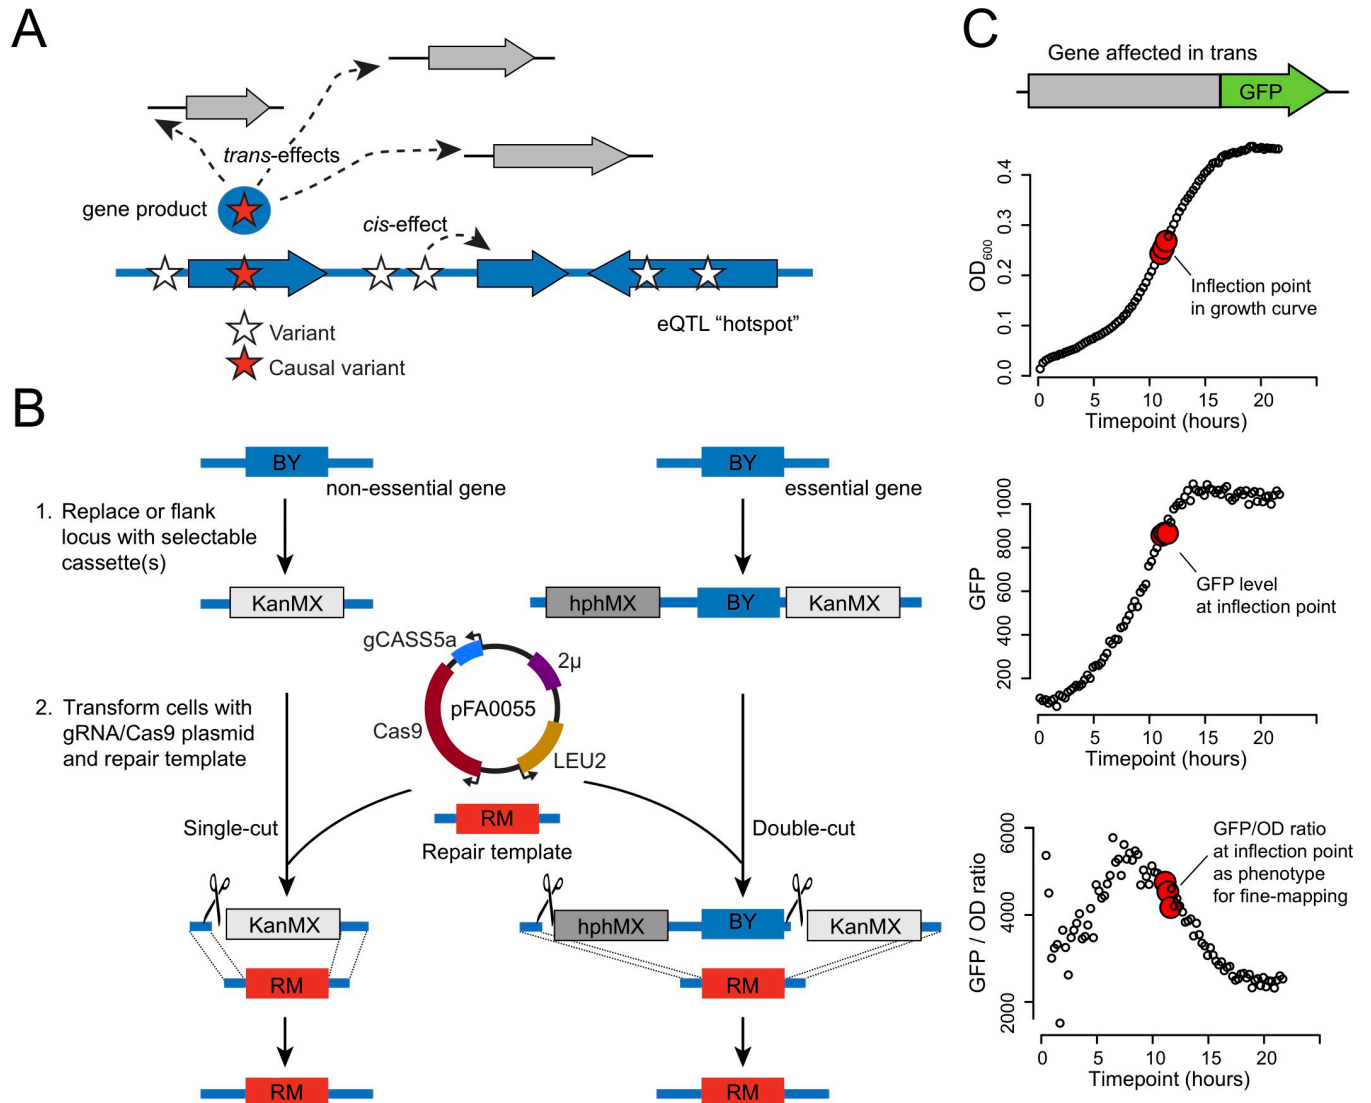 A
trans-effects
gene product
cis-effect
eQTL “hotspot”
Variant
Causal variant
B
BY
non-essential gene
BY
essential gene
1. Replace or flank
locus with selectable
cassette(s)
KanMX
hphMX
BY
KanMX
gCASS5a
2µ
pFA0055
Cas9
LEU2
2. Transform cells with
gRNA/Cas9 plasmid
and repair template
RM
Repair template
Single-cut
Double-cut
KanMX
hphMX
BY
KanMX
RM
RM
RM
RM
C
Gene affected in trans
GFP
OD600
0.4
0.3
0.2
0.1
0.0
Inflection point
in growth curve
0 5 10 15 20
Timepoint (hours)
GFP
1000
800
600
400
200
GFP level
at inflection point
0 5 10 15 20
Timepoint (hours)
GFP / OD ratio
6000
4000
2000
GFP/OD ratio
at inflection point
as phenotype
for fine-mapping
0 5 10 15 20
Timepoint (hours)